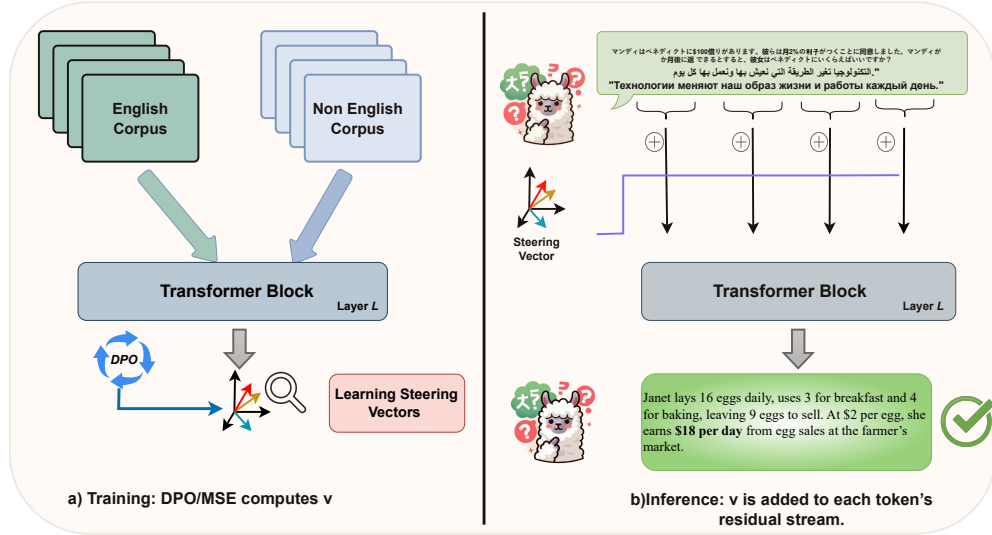 English
Corpus
Non English
Corpus
Transformer Block
Layer L
DPO
Learning Steering
Vectors
a) Training: DPO/MSE computes v
b)
マンディはベネディクトに$100借りがあります。彼らは月2%の利子がつくことに同意しました。マンディが
か月後に返 できるとすると、彼女はベネディクトにいくらえばいいですか？
التكنولوجيا تغير الطريقة التي نعيش بها ونعمل بها كل يوم."
"Технологии меняют наш образ жизни и работы каждый день."
大?
? ?
?
Steering
Vector
Transformer Block
Layer L
大?
? ?
?
Janet lays 16 eggs daily, uses 3 for breakfast and 4
for baking, leaving 9 eggs to sell. At $2 per egg, she
earns $18 per day from egg sales at the farmer's
market.
b)Inference: v is added to each token's
residual stream.